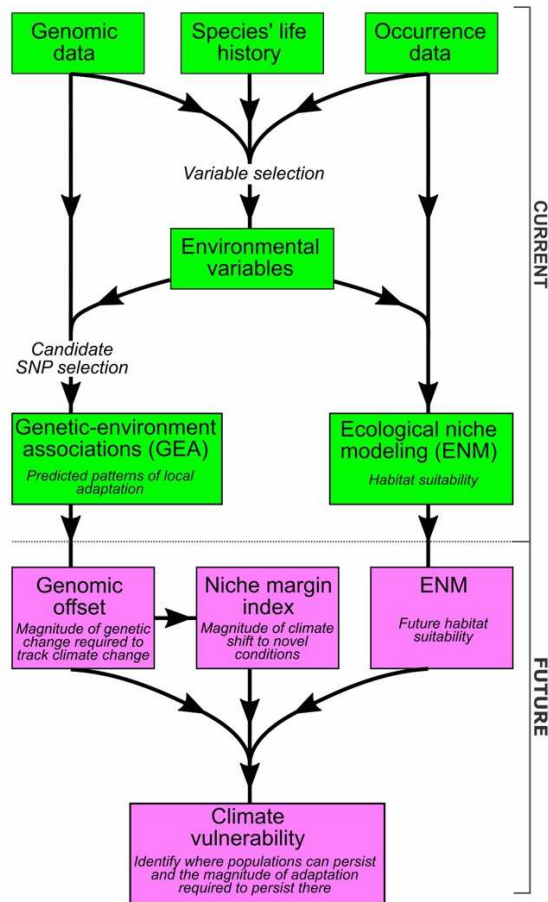 Genomic
data
Species' life
history
Occurrence
data
Variable selection
Environmental
variables
Candidate
SNP selection
Genetic-environment
associations (GEA)
Predicted patterns of local
adaptation
Ecological niche
modeling (ENM)
Habitat suitability
CURRENT
Genomic
offset
Magnitude of genetic
change required to
track climate change
Niche margin
index
Magnitude of climate
shift to novel
conditions
ENM
Future habitat
suitability
FUTURE
Climate
vulnerability
Identify where populations can persist
and the magnitude of adaptation
required to persist there